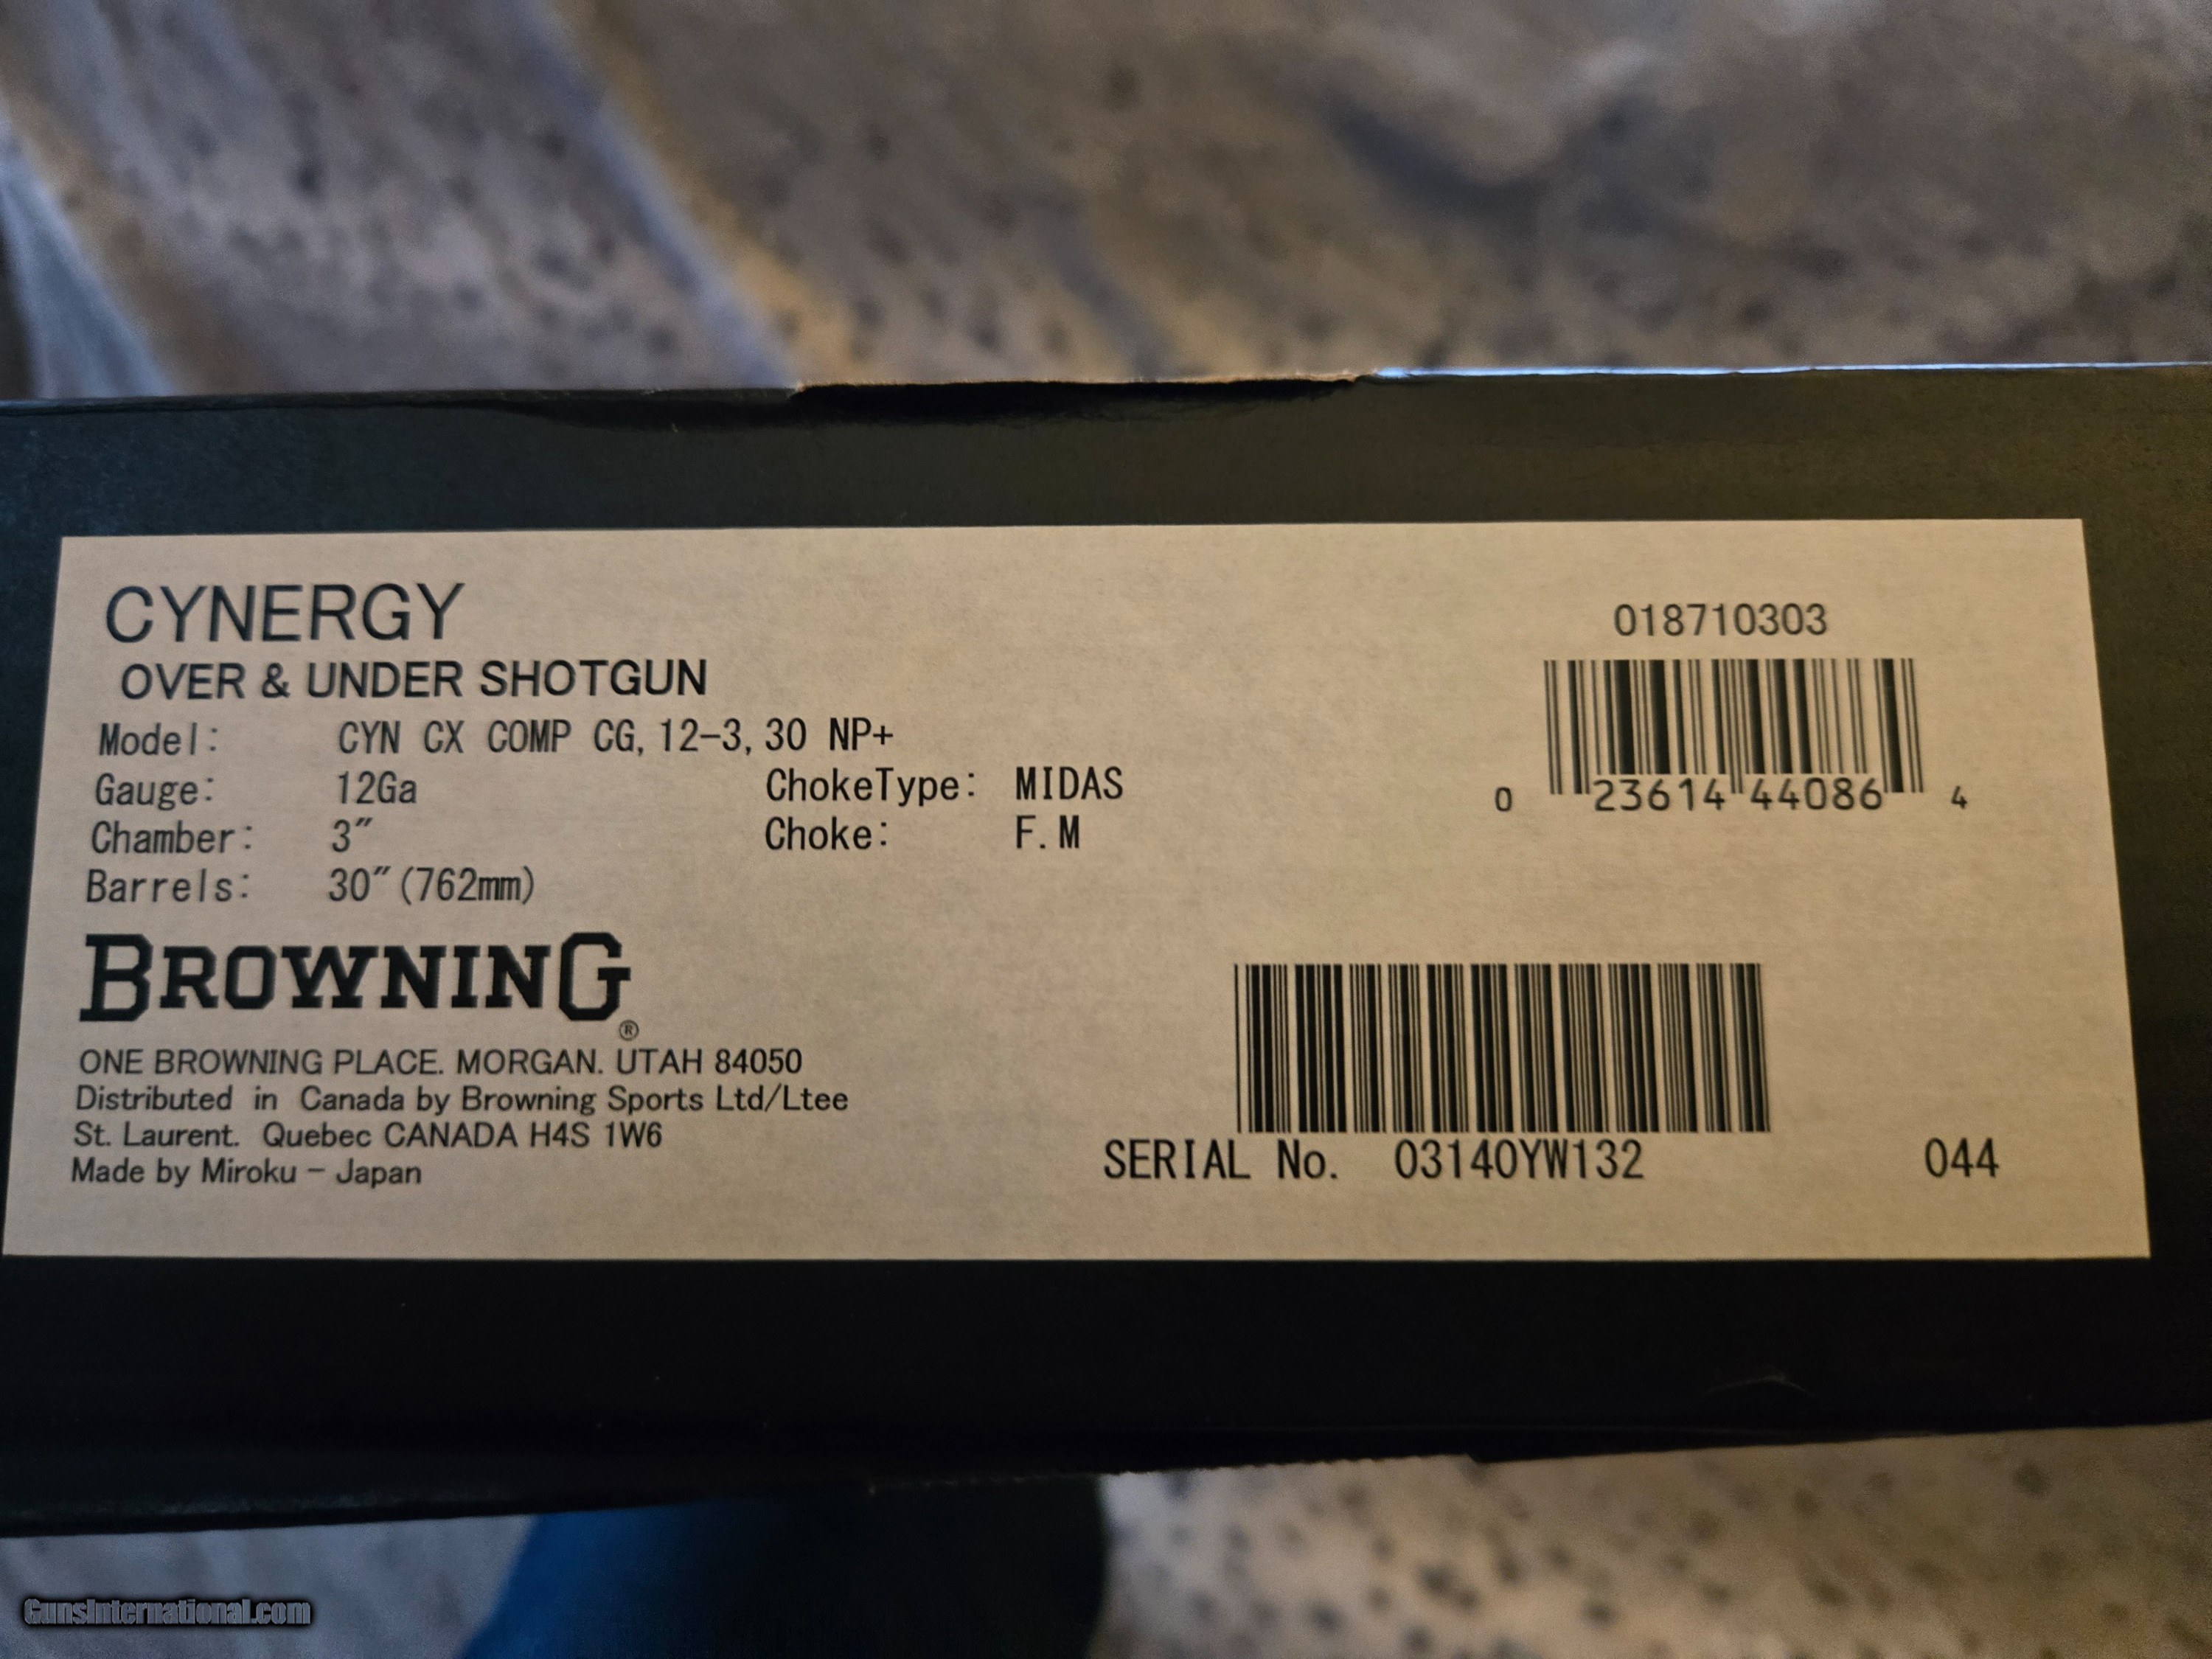 CYNERGY
OVER & UNDER SHOTGUN
Model: CYN CX COMP CG, 12-3, 30 NP+
Gauge: 12Ga ChokeType: MIDAS
Chamber: 3" Choke: F. M
Barrels: 30" (762mm)
BROWNING®
ONE BROWNING PLACE. MORGAN. UTAH 84050
Distributed in Canada by Browning Sports Ltd/Ltee
St. Laurent. Quebec CANADA H4S 1W6
Made by Miroku - Japan
018710303
0 23614 44086 4
SERIAL No. 03140YW132 044
GunsInternational.com